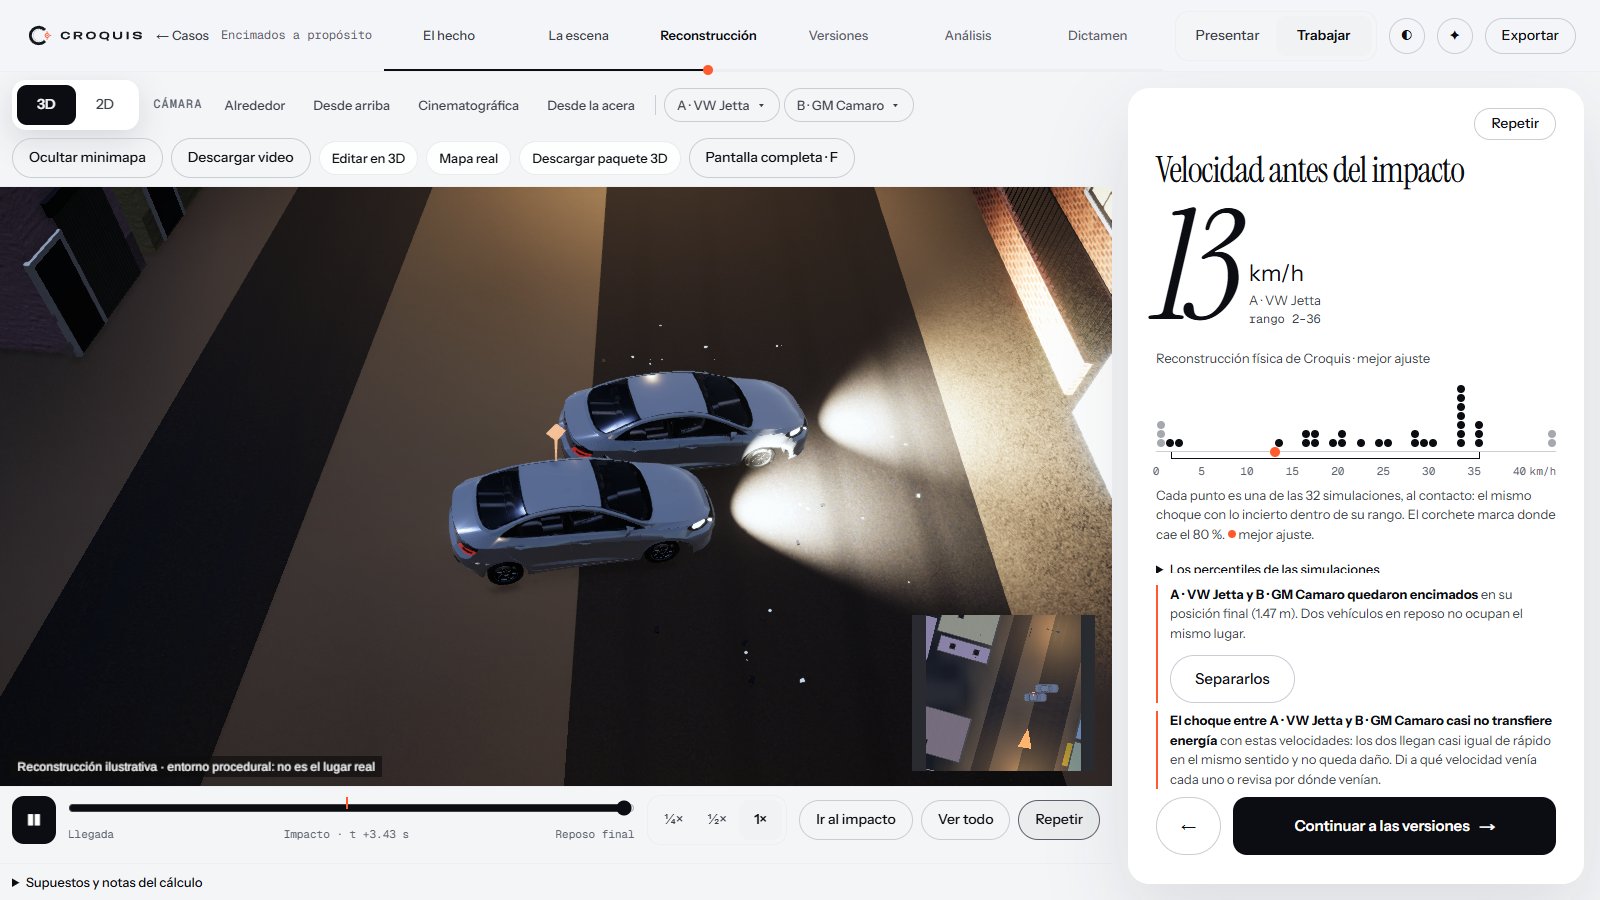 CROQUIS
← Casos
Encimados a propósito
El hecho
La escena
Reconstrucción
Versiones
Análisis
Dictamen
Presentar
Trabajar
Exportar
3D
2D
CÁMARA
Alrededor
Desde arriba
Cinematográfica
Desde la acera
A·VW Jetta
B·GM Camaro
Ocultar minimapa
Descargar video
Editar en 3D
Mapa real
Descargar paquete 3D
Pantalla completa·F
Reconstrucción ilustrativa · entorno procedural: no es el lugar real
Llegada
Impacto · t +3.43 s
Reposo final
¼×
½×
1×
Ir al impacto
Ver todo
Repetir
Supuestos y notas del cálculo
Repetir
Velocidad antes del impacto
13
km/h
A·VW Jetta
rango 2–36
Reconstrucción física de Croquis·mejor ajuste
0 5 10 15 20 25 30 35 40 km/h
Cada punto es una de las 32 simulaciones, al contacto: el mismo
choque con lo incierto dentro de su rango. El corchete marca donde
cae el 80 %. mejor ajuste.
Los percentiles de las simulaciones
A·VW Jetta y B·GM Camaro quedaron encimados en su
posición final (1.47 m). Dos vehículos en reposo no ocupan el
mismo lugar.
Separarlos
El choque entre A·VW Jetta y B·GM Camaro casi no transfiere
energía con estas velocidades: los dos llegan casi igual de rápido
en el mismo sentido y no queda daño. Di a qué velocidad venía
cada uno o revisa por dónde venían.
←
Continuar a las versiones →